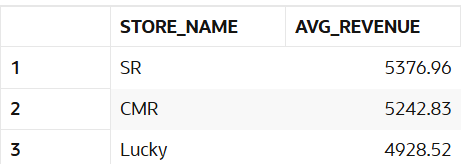 STORE_NAME AVG_REVENUE
1 SR 5376.96
2 CMR 5242.83
3 Lucky 4928.52